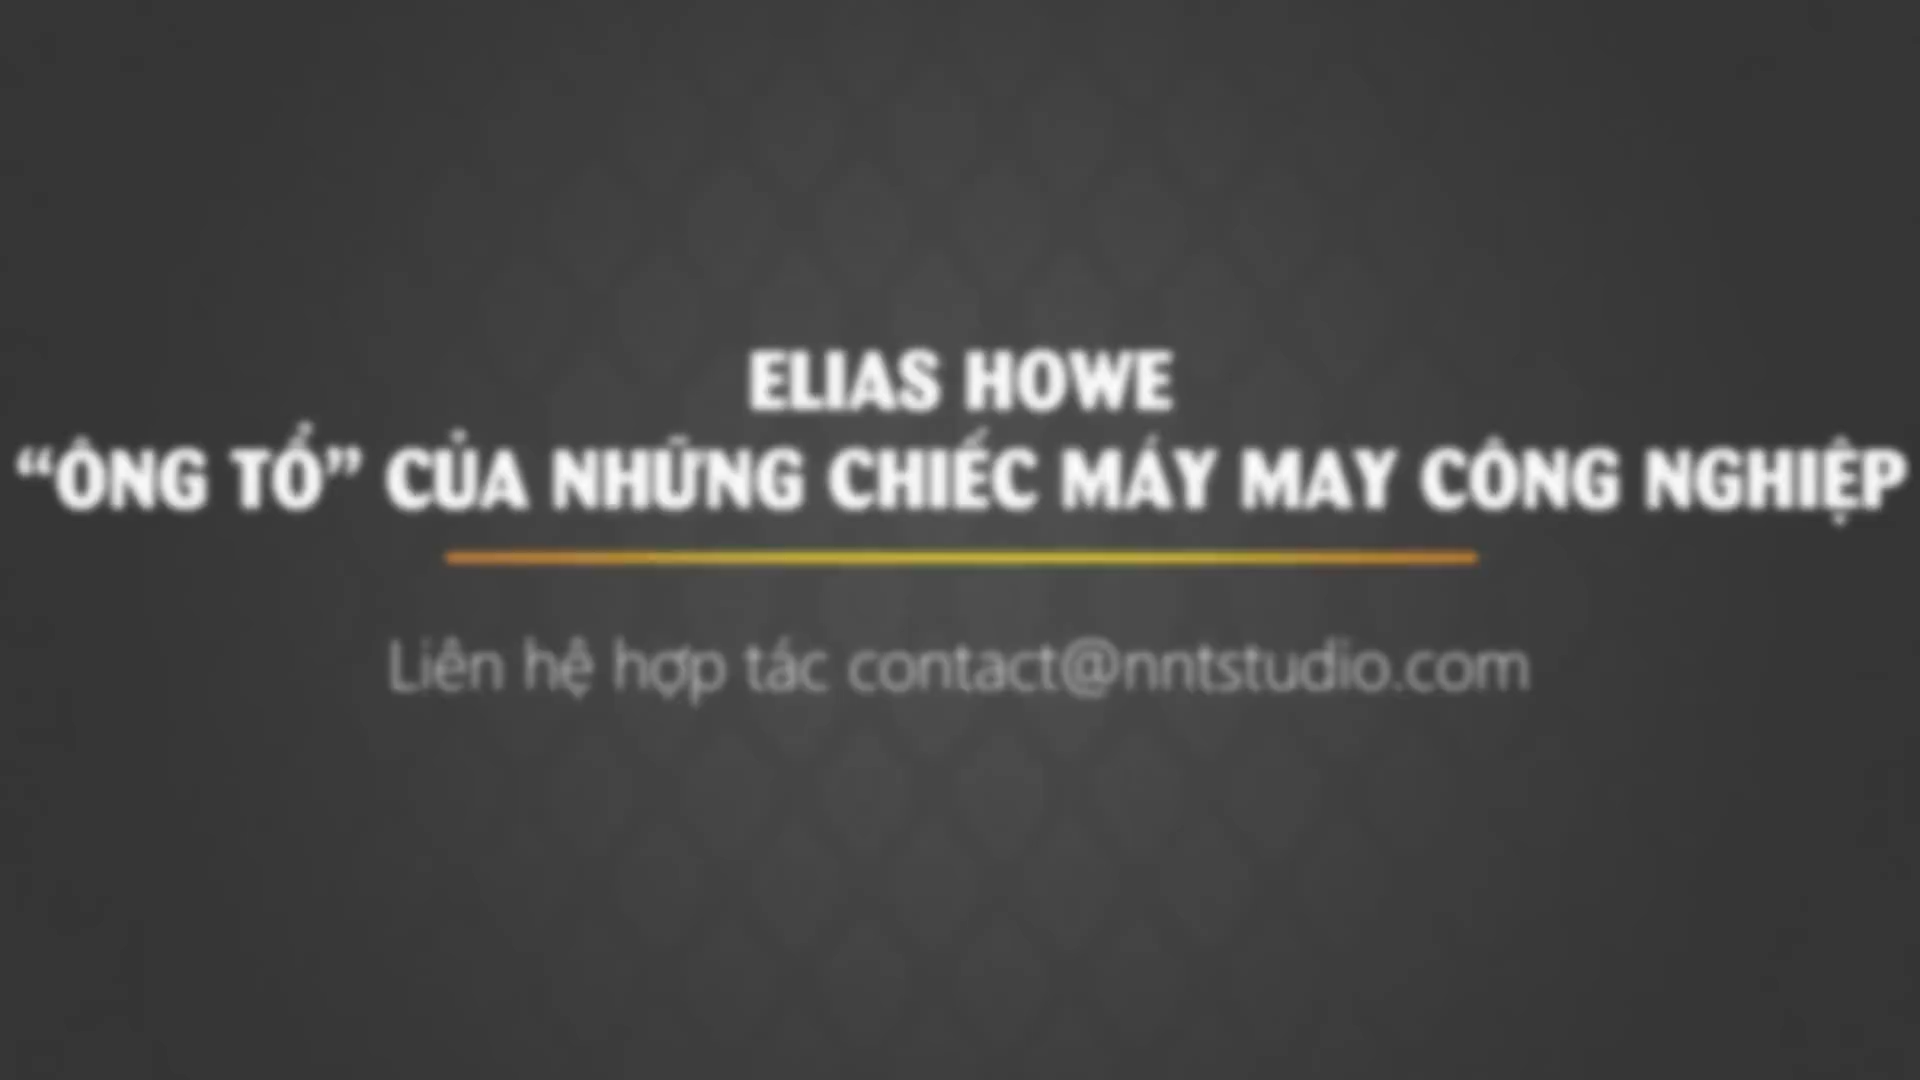 ELIAS HOWE
“ÔNG TỔ” CỦA NHỮNG CHIẾC MÁY MAY CÔNG NGHIỆP
Liên hệ hợp tác contact@nntstudio.com